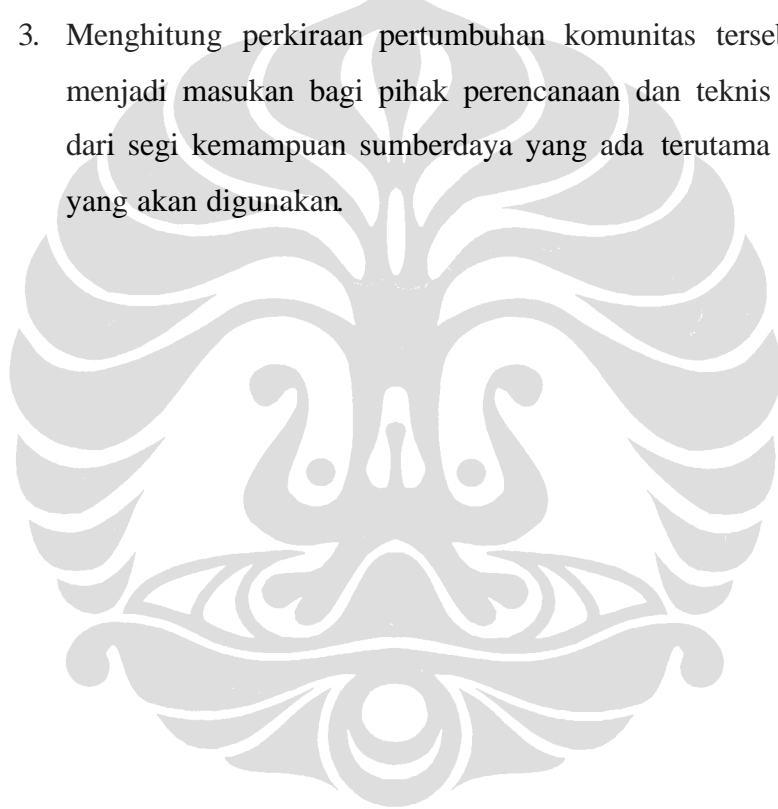 3. Menghitung perkiraan pertumbuhan komunitas
menjadi masukan bagi pihak perencanaan dan teknis
dari segi kemampuan sumberdaya yang ada terutama
yang akan digunakan.